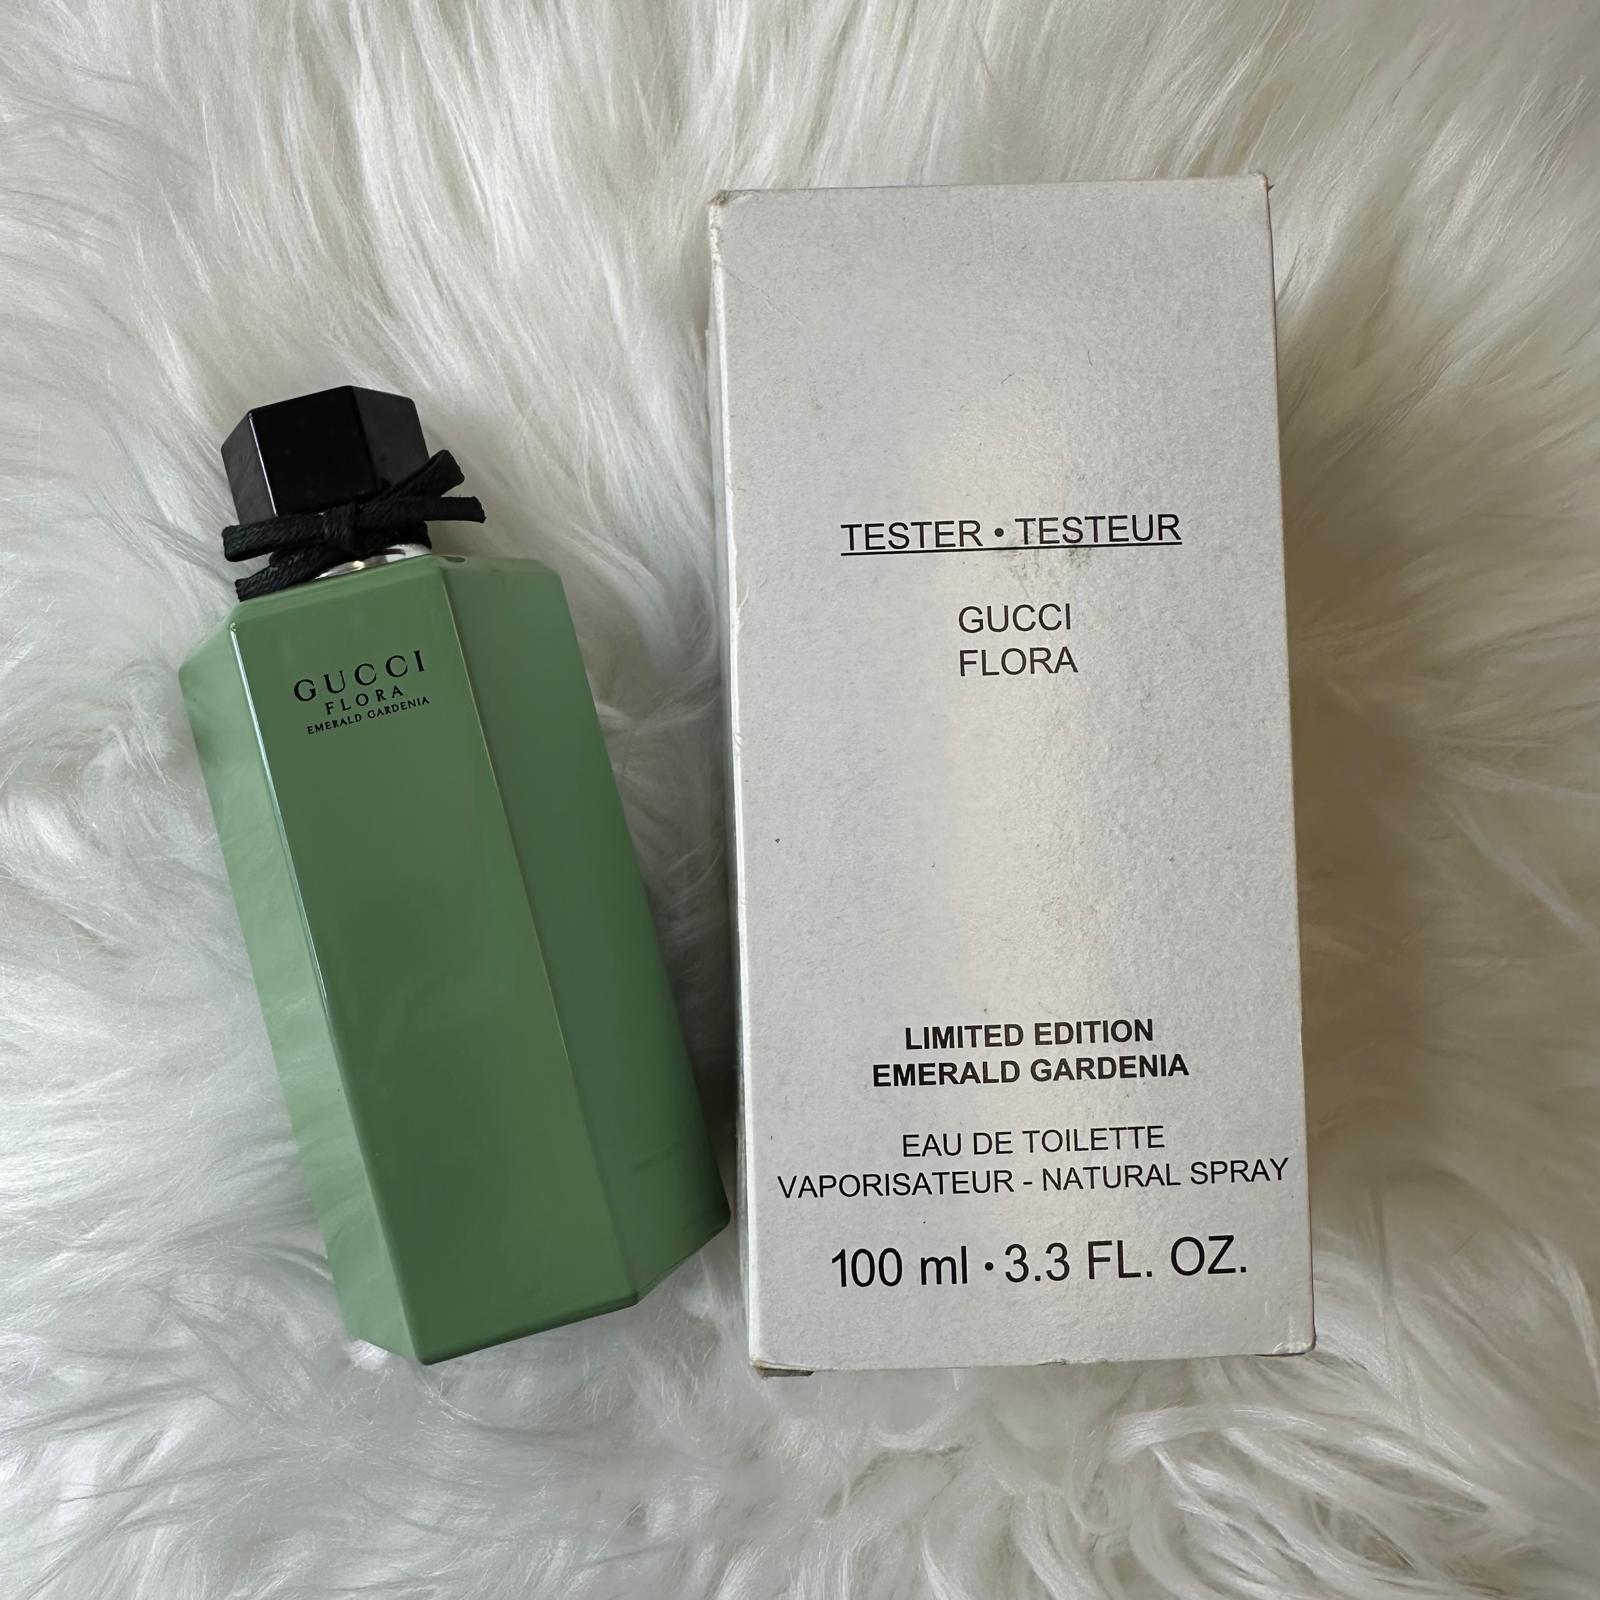 GUCCI
FLORA
EMERALD GARDENIA
TESTER • TESTEUR
GUCCI
FLORA
LIMITED EDITION
EMERALD GARDENIA
EAU DE TOILETTE
VAPORISATEUR - NATURAL SPRAY
100 ml • 3.3 FL. OZ.